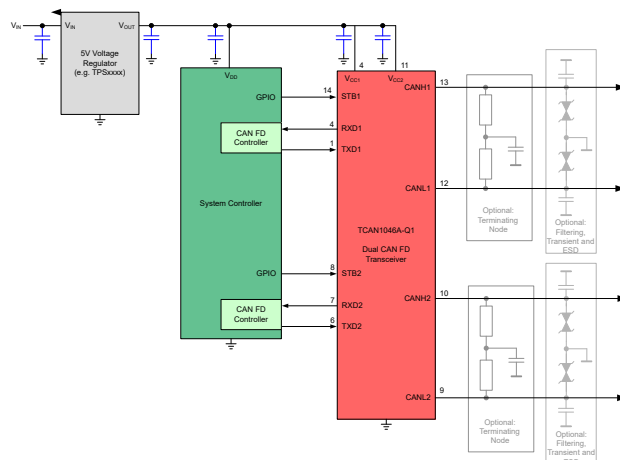 VIN
VIN
VOUT
5V Voltage
Regulator
(e.g. TPSxxxx)
VDD
4
11
VCC1
VCC2
GPIO
14
STB1
13
CANH1
CAN FD
Controller
4
RXD1
1
TXD1
12
CANL1
System Controller
TCAN1046A-Q1
Dual CAN FD
Transceiver
Optional:
Terminating
Node
Optional:
Filtering,
Transient and
ESD
GPIO
8
STB2
10
CANH2
CAN FD
Controller
7
RXD2
6
TXD2
9
CANL2
Optional:
Terminating
Node
Optional:
Filtering,
Transient and